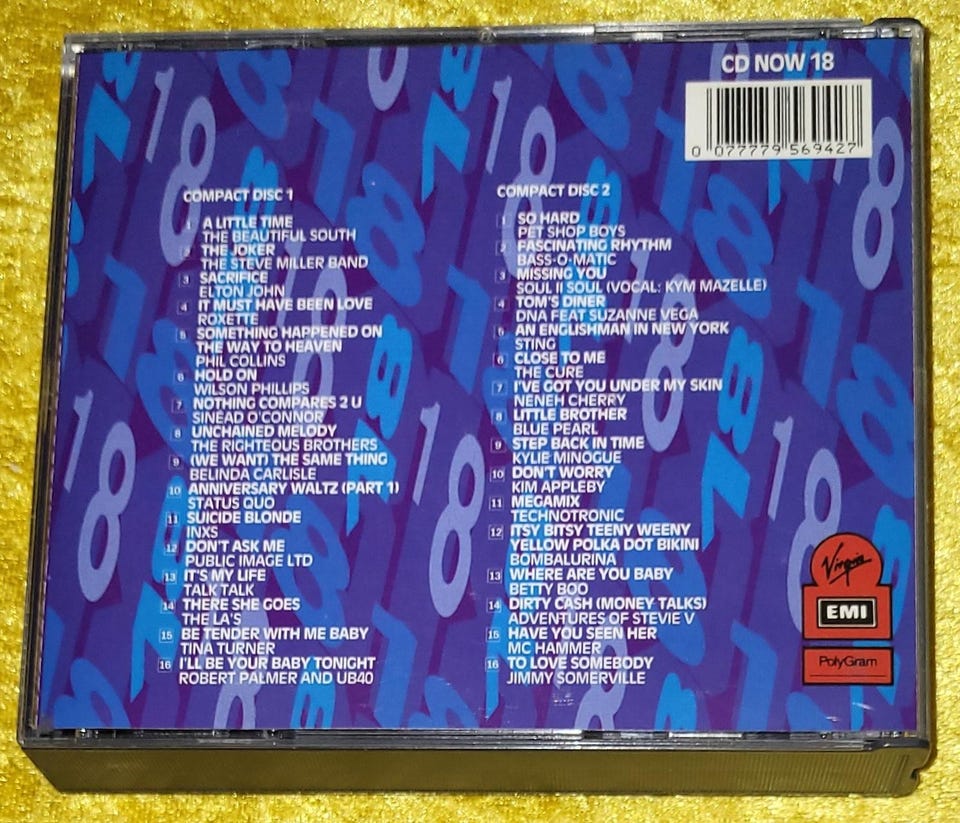 CD NOW 18
0 077779 569427
COMPACT DISC 1
1 A LITTLE TIME
THE BEAUTIFUL SOUTH
2 THE JOKER
THE STEVE MILLER BAND
3 SACRIFICE
ELTON JOHN
4 IT MUST HAVE BEEN LOVE
ROXETTE
5 SOMETHING HAPPENED ON
THE WAY TO HEAVEN
PHIL COLLINS
6 HOLD ON
WILSON PHILLIPS
7 NOTHING COMPARES 2 U
SINEAD O'CONNOR
8 UNCHAINED MELODY
THE RIGHTEOUS BROTHERS
9 (WE WANT) THE SAME THING
BELINDA CARLISLE
10 ANNIVERSARY WALTZ (PART 1)
STATUS QUO
11 SUICIDE BLONDE
INXS
12 DON'T ASK ME
PUBLIC IMAGE LTD
13 IT'S MY LIFE
TALK TALK
14 THERE SHE GOES
THE LA'S
15 BE TENDER WITH ME BABY
TINA TURNER
16 I'LL BE YOUR BABY TONIGHT
ROBERT PALMER AND UB40
COMPACT DISC 2
1 SO HARD
PET SHOP BOYS
2 FASCINATING RHYTHM
BASS-O-MATIC
3 MISSING YOU
SOUL II SOUL (VOCAL: KYM MAZELLE)
4 TOM'S DINER
DNA FEAT SUZANNE VEGA
5 AN ENGLISHMAN IN NEW YORK
STING
6 CLOSE TO ME
THE CURE
7 I'VE GOT YOU UNDER MY SKIN
NENEH CHERRY
8 LITTLE BROTHER
BLUE PEARL
9 STEP BACK IN TIME
KYLIE MINOGUE
10 DON'T WORRY
KIM APPLEBY
11 MEGAMIX
TECHNOTRONIC
12 ITSY BITSY TEENY WEENY
YELLOW POLKA DOT BIKINI
BOMBALURINA
13 WHERE ARE YOU BABY
BETTY BOO
14 DIRTY CASH (MONEY TALKS)
ADVENTURES OF STEVIE V
15 HAVE YOU SEEN HER
MC HAMMER
16 TO LOVE SOMEBODY
JIMMY SOMERVILLE
Virgin
EMI
PolyGram
18
18
18
18
18
18